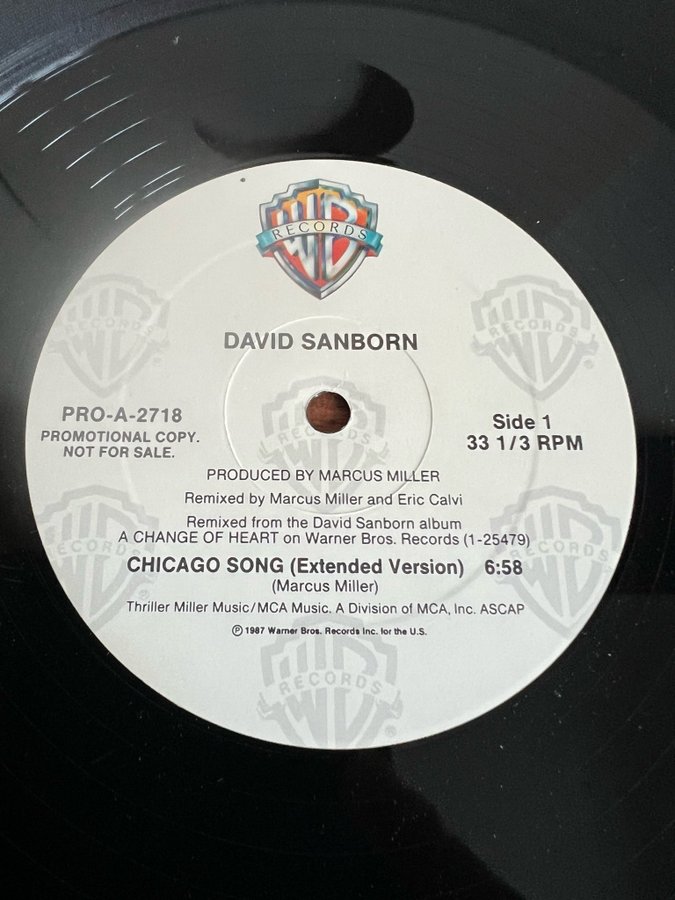 WB
RECORDS
DAVID SANBORN
PRO-A-2718
PROMOTIONAL COPY.
NOT FOR SALE.
Side 1
33 1/3 RPM
PRODUCED BY MARCUS MILLER
Remixed by Marcus Miller and Eric Calvi
Remixed from the David Sanborn album
A CHANGE OF HEART on Warner Bros. Records (1-25479)
CHICAGO SONG (Extended Version) 6:58
(Marcus Miller)
Thriller Miller Music/MCA Music. A Division of MCA, Inc. ASCAP
℗ 1987 Warner Bros. Records Inc. for the U.S.